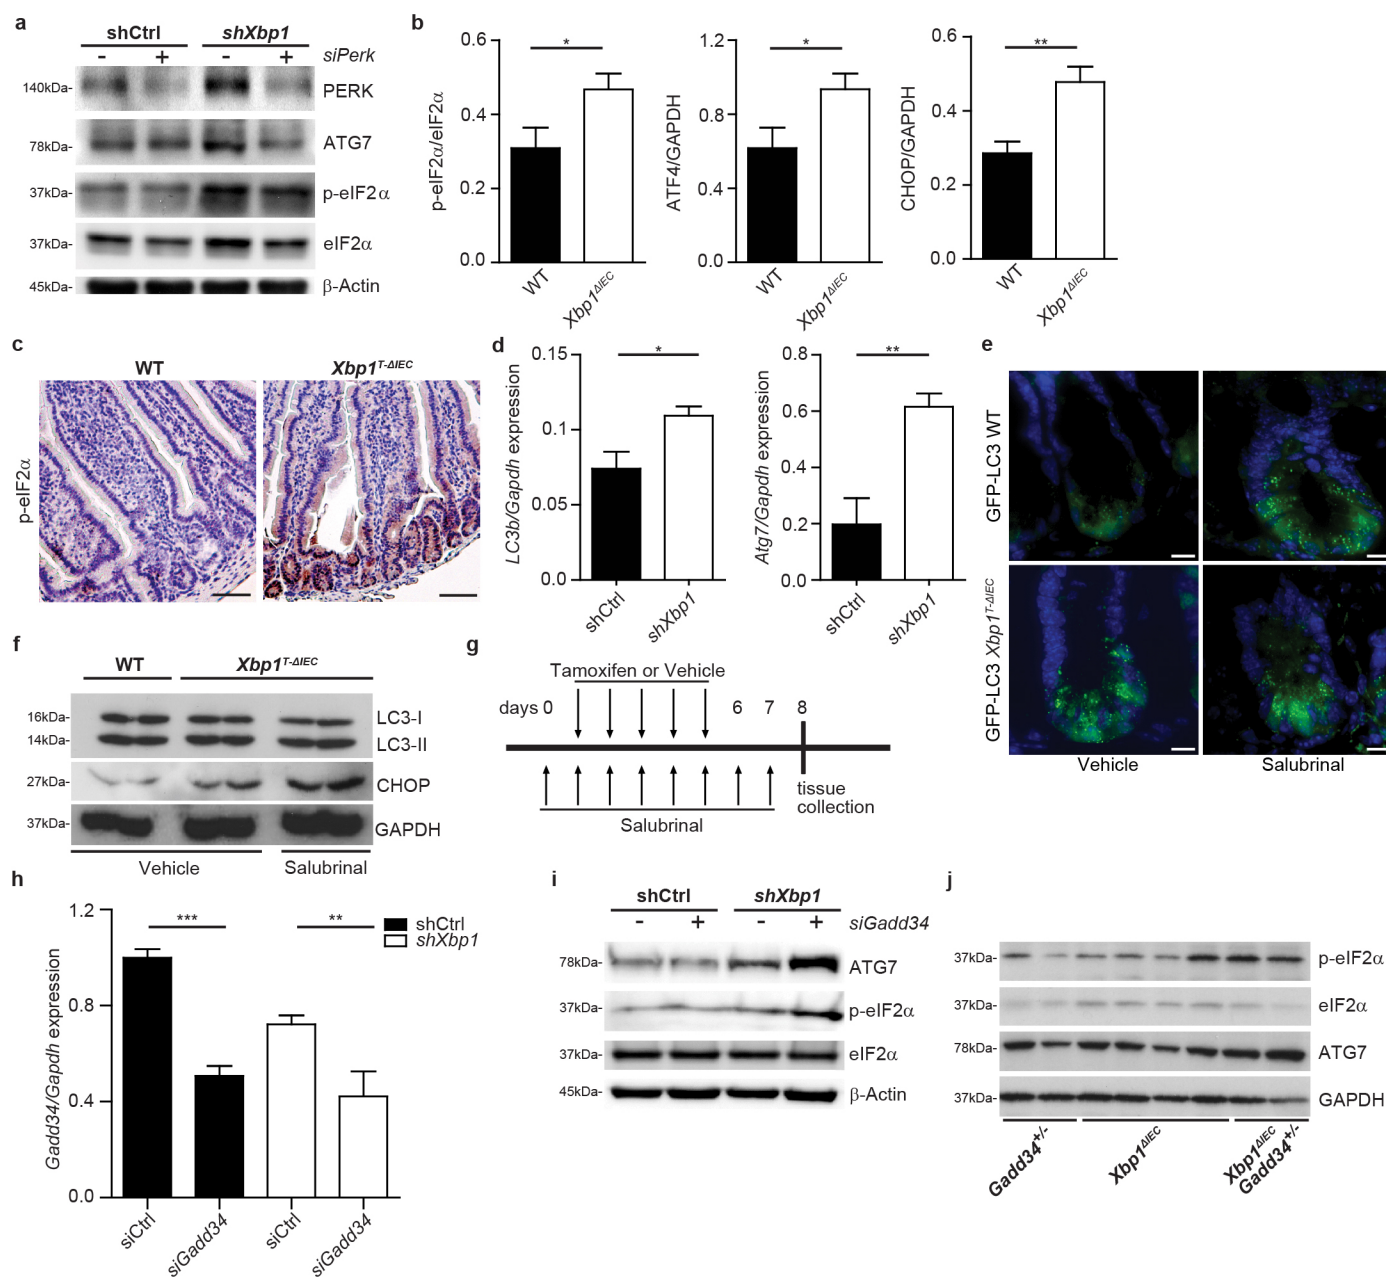 a
shCtrl shXbp1
- + - + siPerk
140kDa- PERK
78kDa- ATG7
37kDa- p-eIF2α
37kDa- eIF2α
45kDa- β-Actin
b
p-eIF2α/eIF2α
0.6
0.4
0.2
0.0
*
WT
Xbp1ΔIEC
ATF4/GAPDH
1.2
0.8
0.4
0.0
*
WT
Xbp1ΔIEC
CHOP/GAPDH
0.6
0.4
0.2
0.0
**
WT
Xbp1ΔIEC
c
WT Xbp1T-ΔIEC
p-eIF2α
d
LC3b/Gapdh expression
0.15
0.10
0.05
0.0
*
shCtrl
shXbp1
Atg7/Gapdh expression
0.8
0.6
0.4
0.2
0.0
**
shCtrl
shXbp1
e
GFP-LC3 WT
GFP-LC3 Xbp1T-ΔIEC
Vehicle Salubrinal
f
WT Xbp1T-ΔIEC
16kDa- LC3-I
14kDa- LC3-II
27kDa- CHOP
37kDa- GAPDH
Vehicle Salubrinal
g
Tamoxifen or Vehicle
days 0 6 7 8
tissue
collection
Salubrinal
h
Gadd34/Gapdh expression
1.2
0.8
0.4
0.0
*** **
shCtrl
shXbp1
siCtrl
siGadd34
siCtrl
siGadd34
i
shCtrl shXbp1
- + - + siGadd34
78kDa- ATG7
37kDa- p-eIF2α
37kDa- eIF2α
45kDa- β-Actin
j
37kDa- p-eIF2α
37kDa- eIF2α
78kDa- ATG7
37kDa- GAPDH
Gadd34+/-
Xbp1ΔIEC
Xbp1ΔIEC
Gadd34+/-